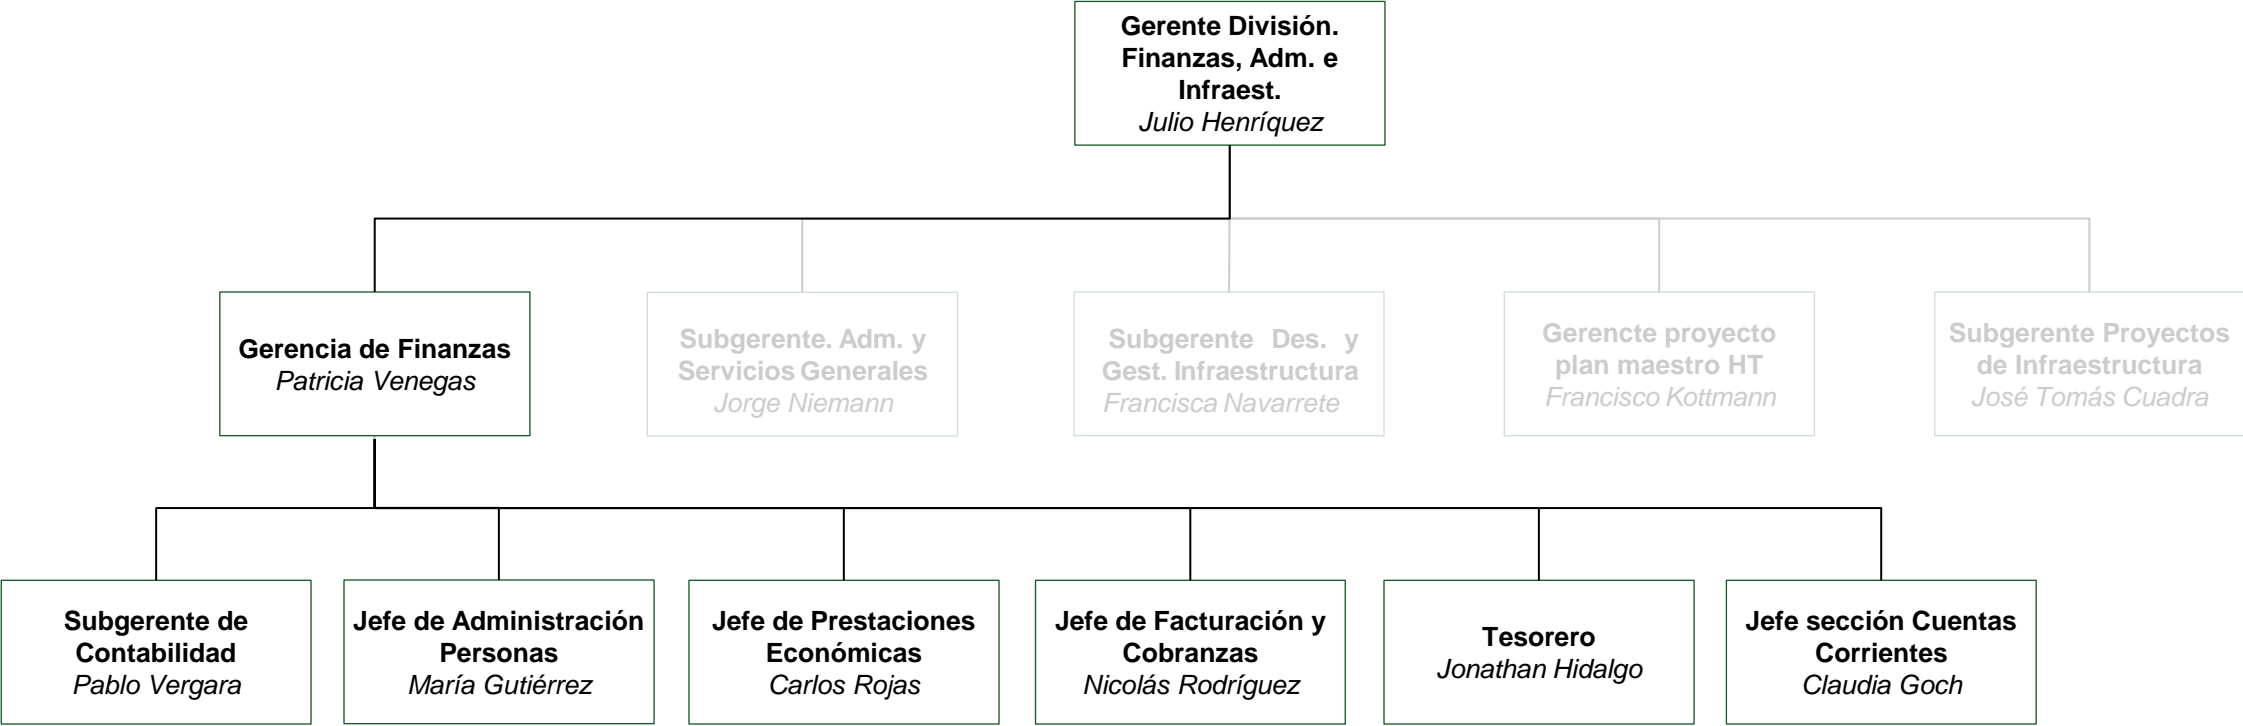 Gerente División.
Finanzas, Adm. e
Infraest.
Julio Henríquez
Gerencia de Finanzas
Patricia Venegas
Subgerente. Adm. y
Servicios Generales
Jorge Niemann
Subgerente Des. y
Gest. Infraestructura
Francisca Navarrete
Gerencte proyecto
plan maestro HT
Francisco Kottmann
Subgerente Proyectos
de Infraestructura
José Tomás Cuadra
Subgerente de
Contabilidad
Pablo Vergara
Jefe de Administración
Personas
María Gutiérrez
Jefe de Prestaciones
Económicas
Carlos Rojas
Jefe de Facturación y
Cobranzas
Nicolás Rodríguez
Tesorero
Jonathan Hidalgo
Jefe sección Cuentas
Corrientes
Claudia Goch